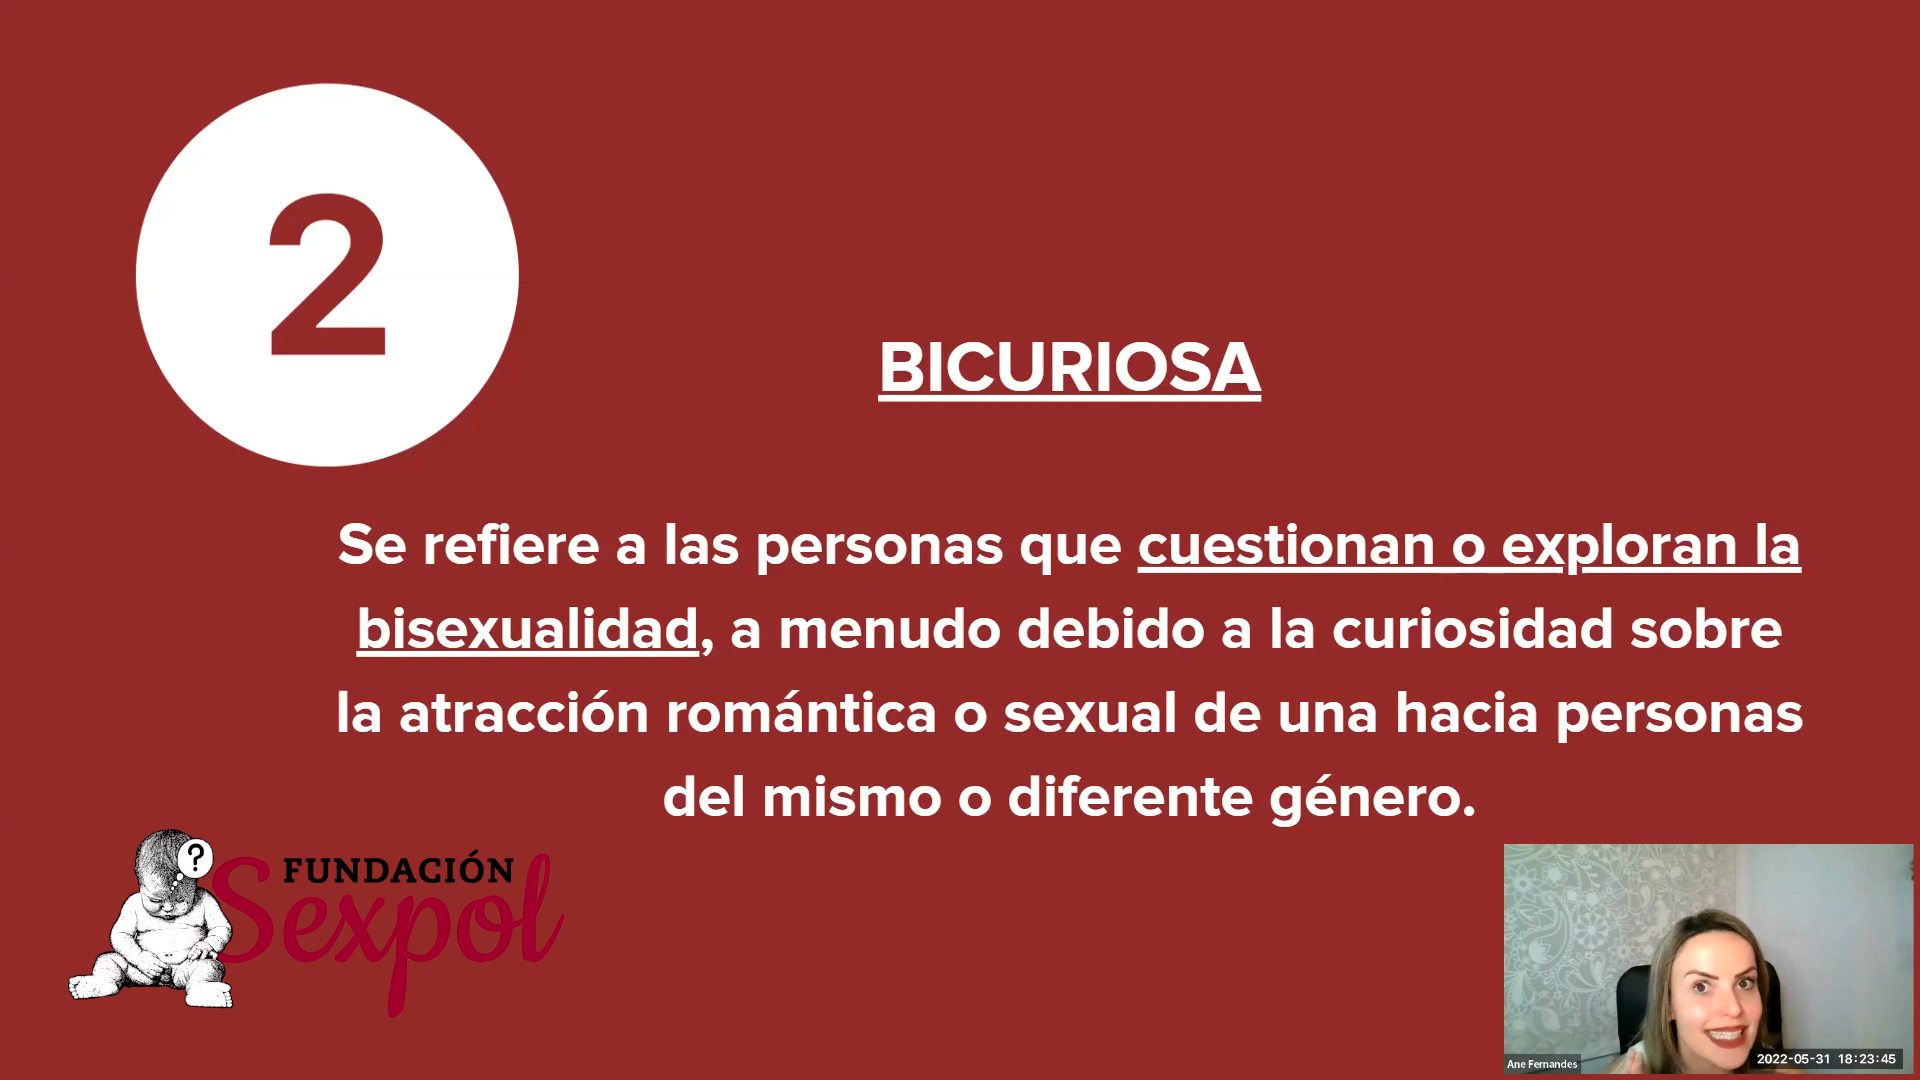 2
BICURIOSA
Se refiere a las personas que cuestionan o exploran la
bisexualidad, a menudo debido a la curiosidad sobre
la atracción romántica o sexual de una hacia personas
del mismo o diferente género.
?
FUNDACIÓN
Sexpol
Ane Fernandes
2022-05-31 18:23:45